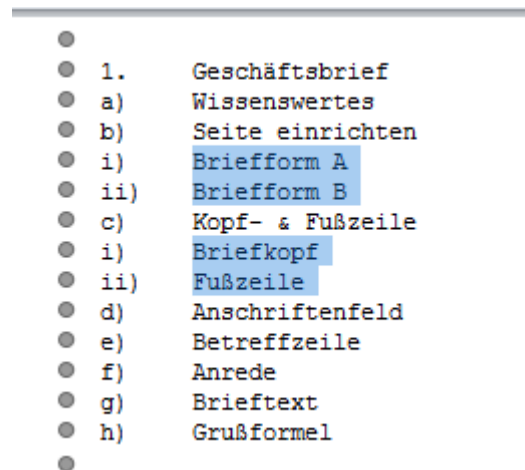 1. Geschäftsbrief
a) Wissenswertes
b) Seite einrichten
i) Briefform A
ii) Briefform B
c) Kopf- & Fußzeile
i) Briefkopf
ii) Fußzeile
d) Anschriftenfeld
e) Betreffzeile
f) Anrede
g) Brieftext
h) Grußformel